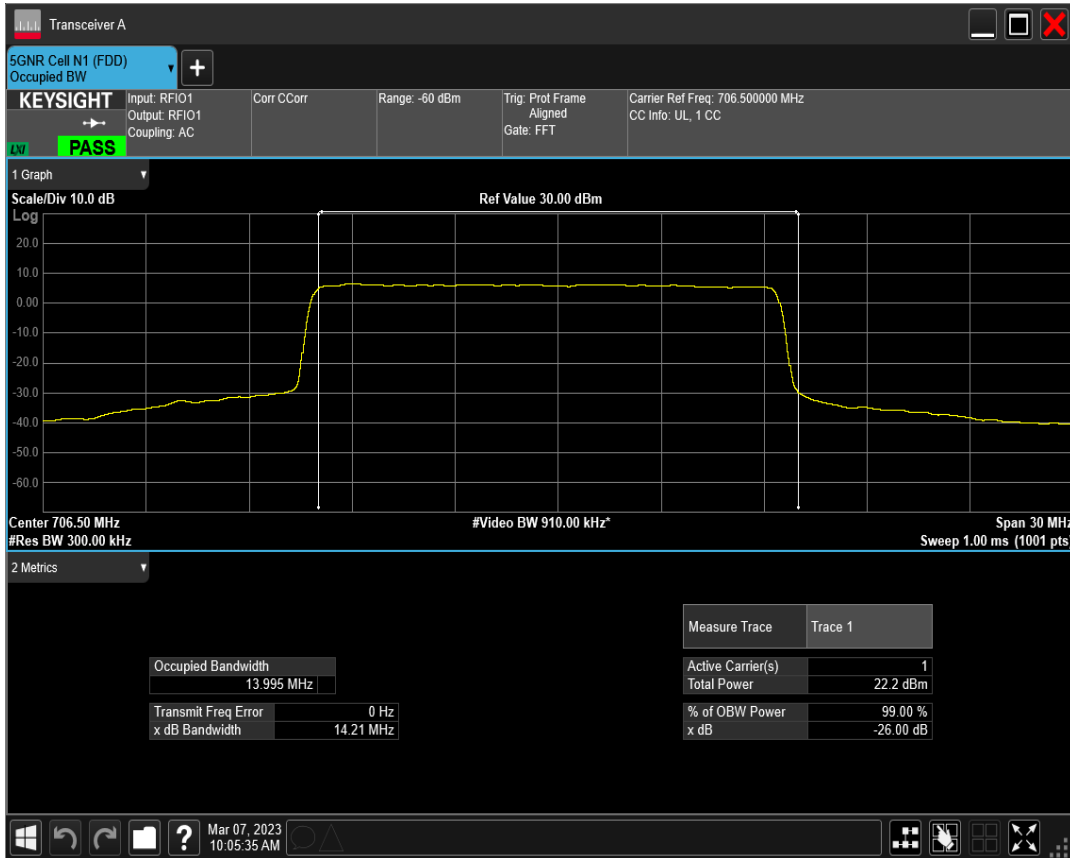 Transceiver A
5GNR Cell N1 (FDD)
Occupied BW
+
KEYSIGHT
LXI
PASS
Input: RFIO1
Output: RFIO1
Coupling: AC
Corr CCorr
Range: -60 dBm
Trig: Prot Frame
Aligned
Gate: FFT
Carrier Ref Freq: 706.500000 MHz
CC Info: UL, 1 CC
1 Graph
Scale/Div 10.0 dB
Ref Value 30.00 dBm
Log
20.0
10.0
0.00
-10.0
-20.0
-30.0
-40.0
-50.0
-60.0
Center 706.50 MHz
#Video BW 910.00 kHz*
Span 30 MHz
#Res BW 300.00 kHz
Sweep 1.00 ms (1001 pts)
2 Metrics
Measure Trace Trace 1
Occupied Bandwidth
13.995 MHz
Active Carrier(s) 1
Total Power 22.2 dBm
Transmit Freq Error 0 Hz
x dB Bandwidth 14.21 MHz
% of OBW Power 99.00 %
x dB -26.00 dB
?
Mar 07, 2023
10:05:35 AM